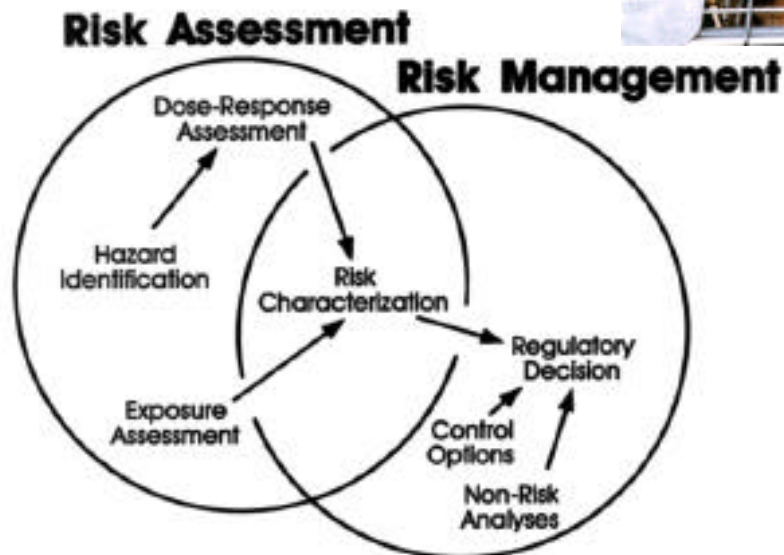 Risk Assessment
Risk Management
Dose-Response
Assessment
Hazard
Identification
Risk
Characterization
Regulatory
Decision
Exposure
Assessment
Control
Options
Non-Risk
Analyses